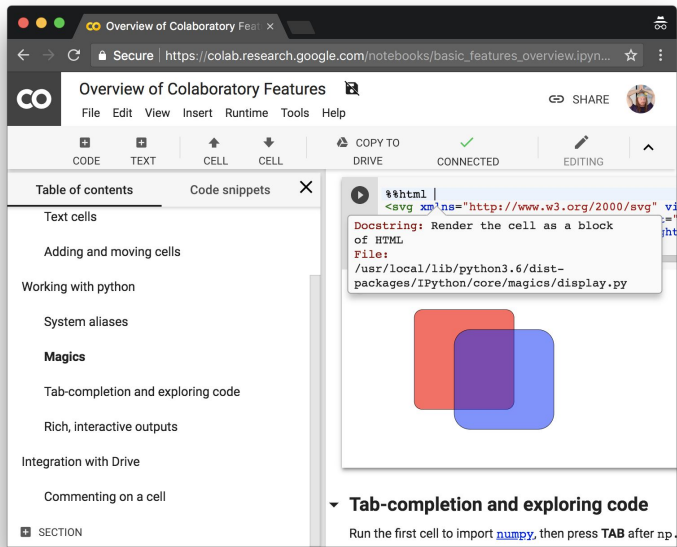 Overview of Colaboratory Feat
Secure | https://colab.research.google.com/notebooks/basic_features_overview.ipyn...
CO
Overview of Colaboratory Features
File Edit View Insert Runtime Tools Help
SHARE
CODE TEXT CELL CELL COPY TO DRIVE CONNECTED EDITING
Table of contents Code snippets
Text cells
Adding and moving cells
Working with python
System aliases
Magics
Tab-completion and exploring code
Rich, interactive outputs
Integration with Drive
Commenting on a cell
SECTION
%%html
<svg xmlns="http://www.w3.org/2000/svg" vi
Docstring: Render the cell as a block
of HTML
File:
/usr/local/lib/python3.6/dist-
packages/IPython/core/magics/display.py
Tab-completion and exploring code
Run the first cell to import numpy, then press TAB after np.